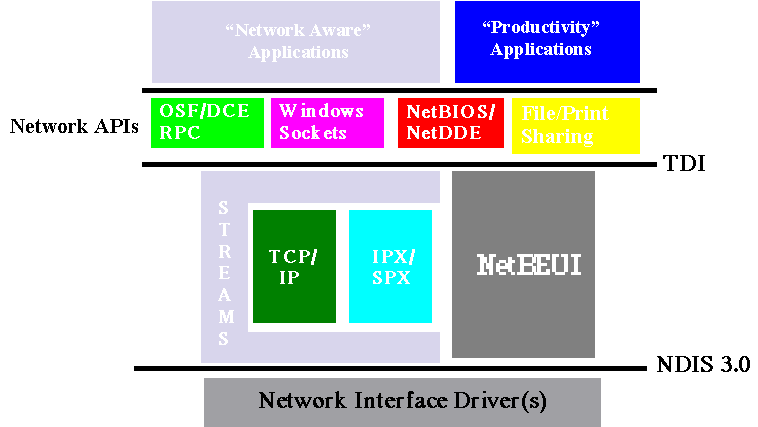 “Network Aware”
Applications
“Productivity”
Applications
Network APIs
OSF/DCE
RPC
Windows
Sockets
NetBIOS/
NetDDE
File/Print
Sharing
TDI
STREAMS
TCP/
IP
IPX/
SPX
NetBEUI
NDIS 3.0
Network Interface Driver(s)